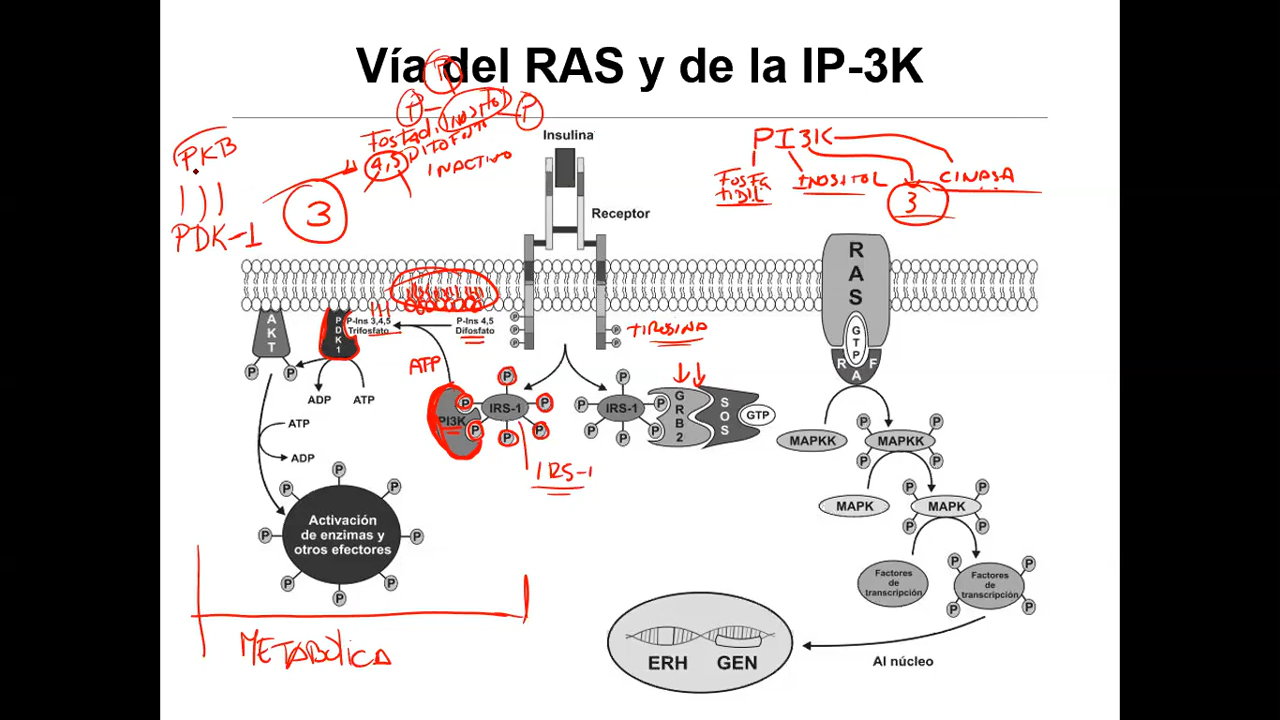 Vía del RAS y de la IP-3K
P
P
INOSITOL
P
FOSFATIDIL
4,5 DIFOSFATO
INACTIVO
PKB
PDK-1
3
Insulina
Receptor
PI3K
FOSFA
TIDIL
INOSITOL
3
CINASA
RAS
GTP
RAF
AKT
P
P
PDK1
P-Ins 3,4,5
Trifosfato
P-Ins 4,5
Difosfato
P
P
P
P
P
P
TIROSINA
ATP
ADP
ATP
PI3K
P
P
P
P
P
P
IRS-1
IRS-1
P
P
P
P
P
P
IRS-1
GRB2
SOS
GTP
MAPKK
MAPKK
P
P
P
P
MAPK
MAPK
P
P
P
P
Factores
de
transcripción
Factores
de
transcripción
P
P
P
P
ATP
ADP
P
P
P
P
P
P
P
P
Activación
de enzimas y
otros efectores
METABOLICA
ERH
GEN
Al núcleo